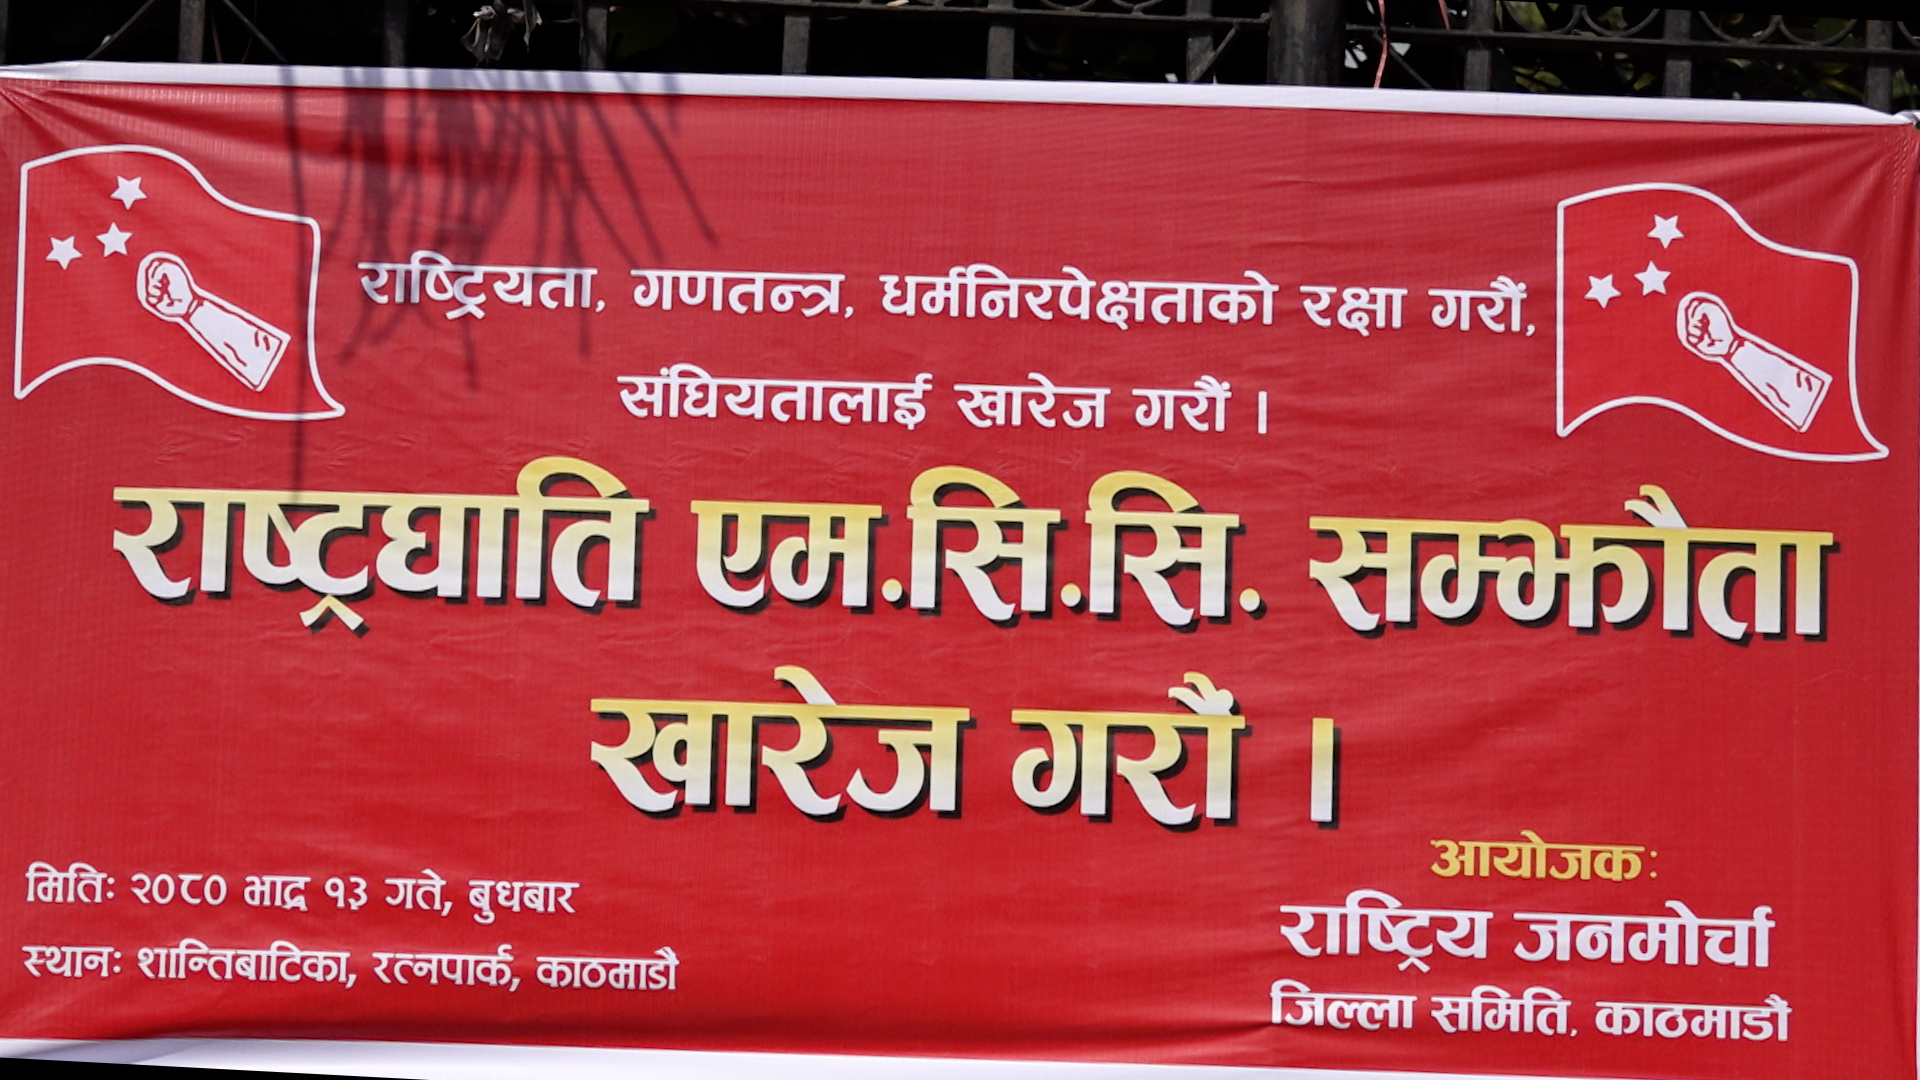 राष्ट्रियता, गणतन्त्र, धर्मनिरपेक्षताको रक्षा गरौं,
संघियतालाई खारेज गरौं ।
राष्ट्रघाति एम.सि.सि. सम्झौता
खारेज गरौं ।
मितिः २०८० भाद्र १३ गते, बुधबार
स्थानः शान्तिबाटिका, रत्नपार्क, काठमाडौ
आयोजकः
राष्ट्रिय जनमोर्चा
जिल्ला समिति, काठमाडौ